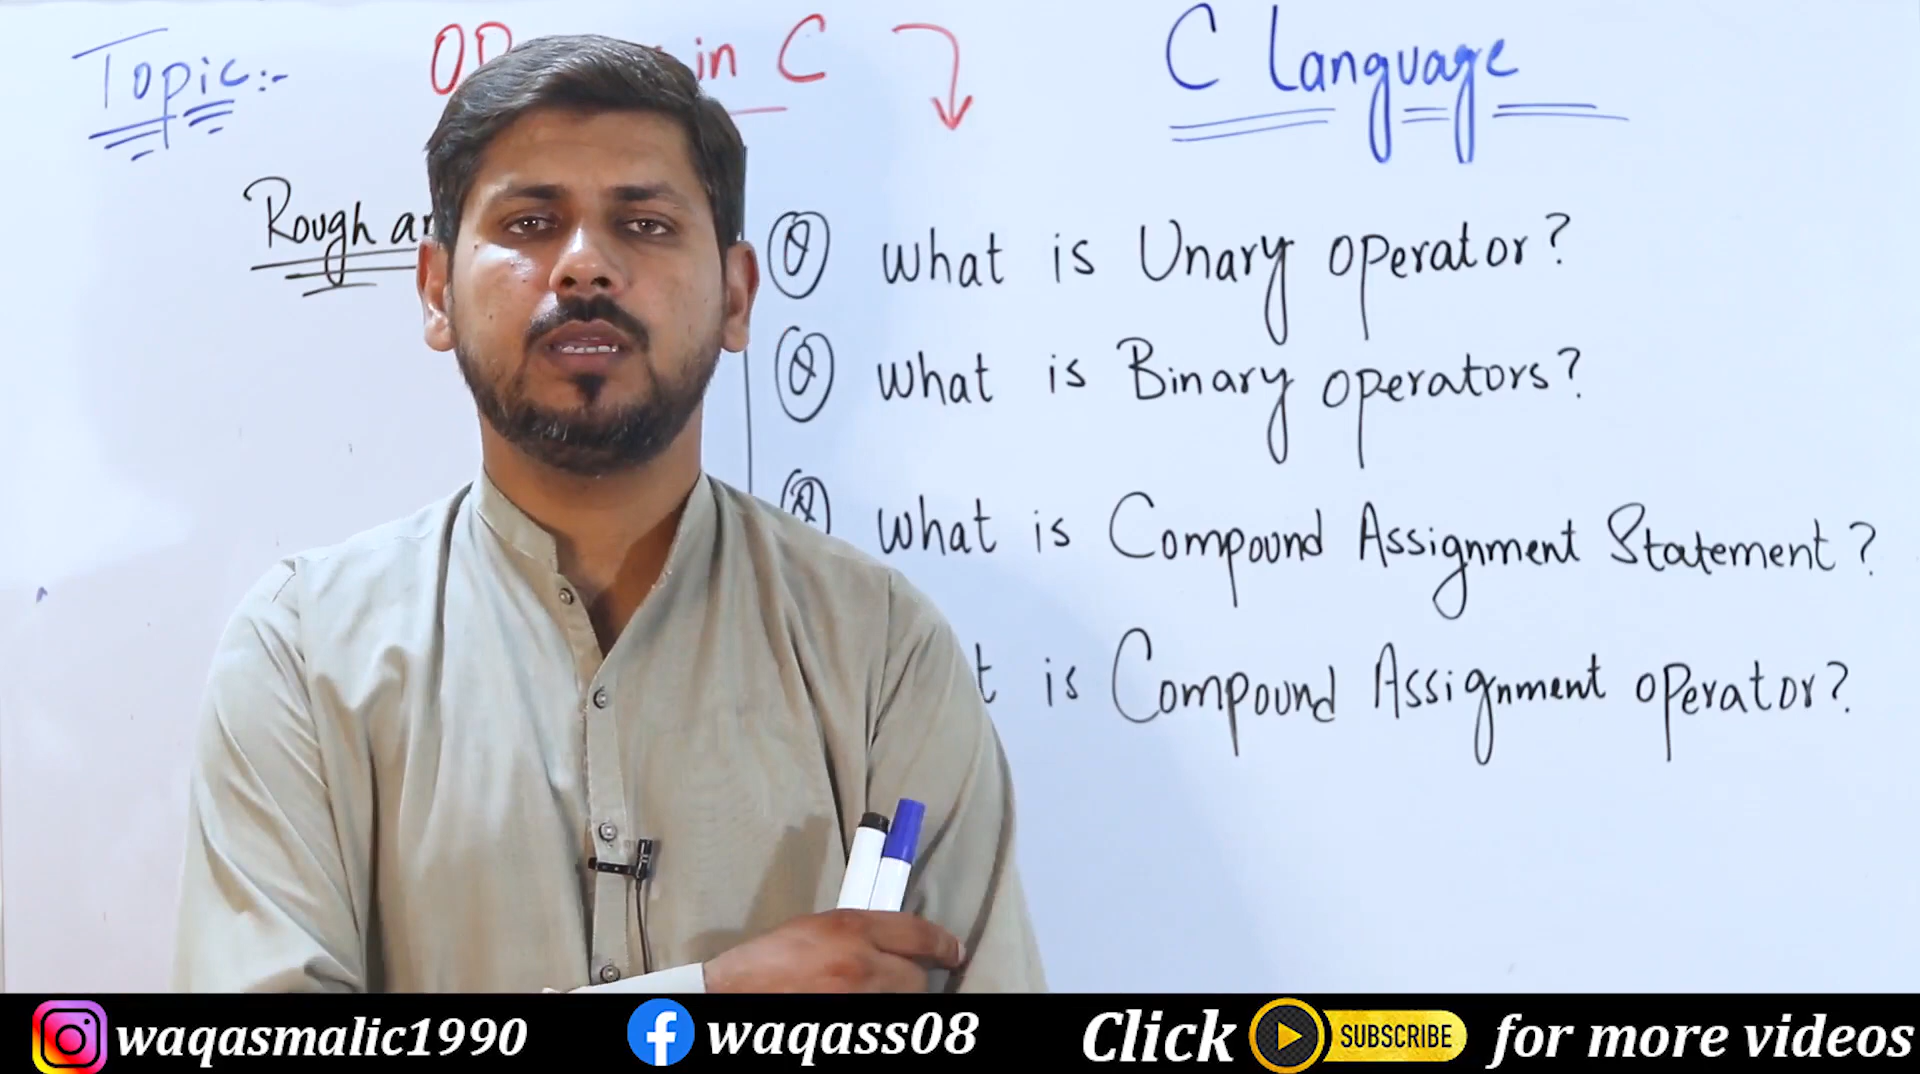 Topic:-
in C
C Language
Rough
Q What is Unary operator?
Q What is Binary operators?
Q What is Compound Assignment Statement?
is Compound Assignment operator?
waqasmalic1990
waqass08
Click SUBSCRIBE for more videos